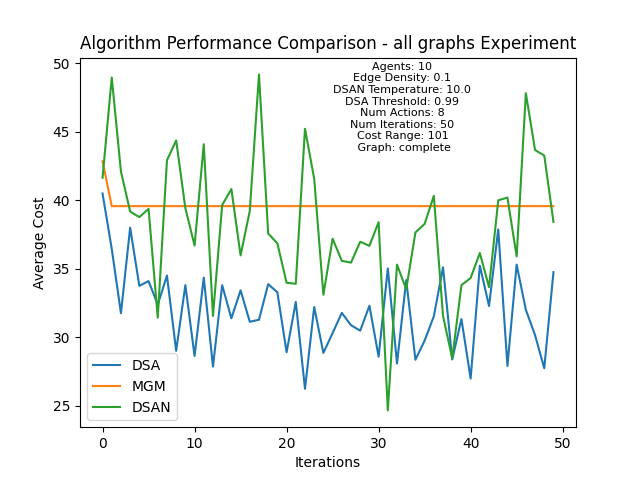 Algorithm Performance Comparison - all graphs Experiment
Agents: 10
Edge Density: 0.1
DSAN Temperature: 10.0
DSA Threshold: 0.99
Num Actions: 8
Num Iterations: 50
Cost Range: 101
Graph: complete
Average Cost
50
45
40
35
30
25
DSA
MGM
DSAN
0
10
20
30
40
50
Iterations